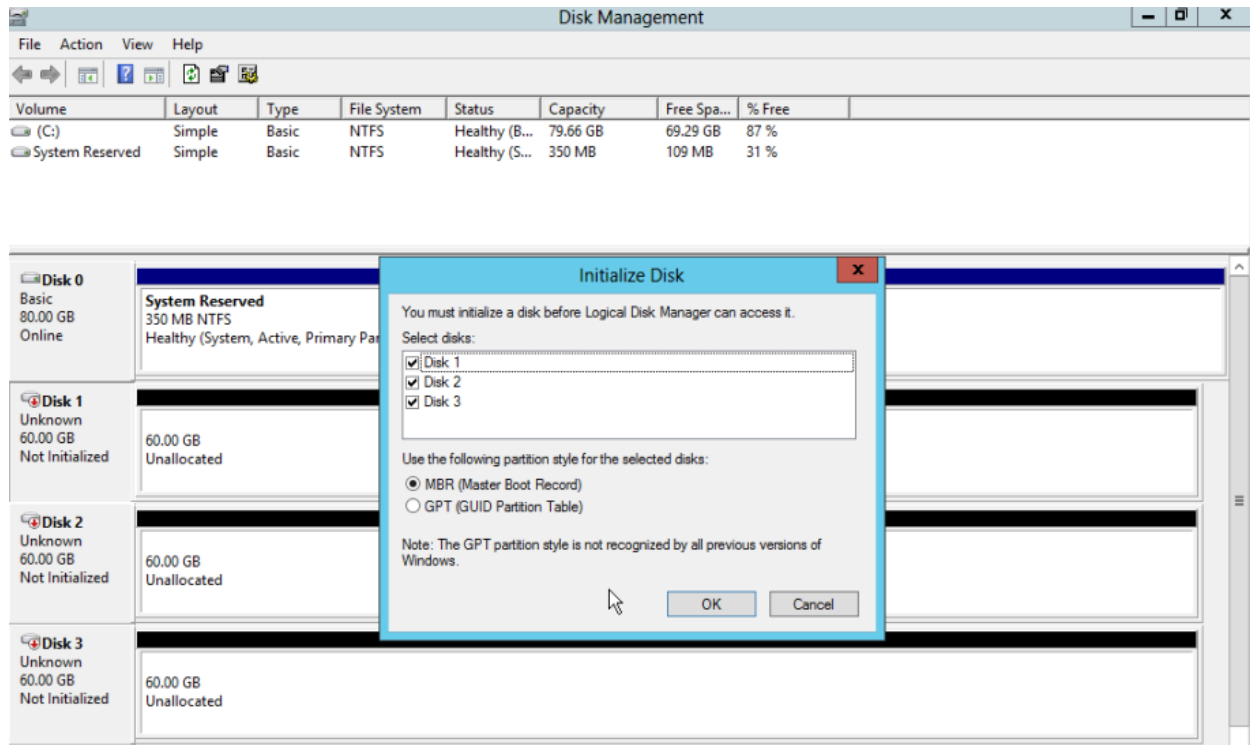 Disk Management
File Action View Help
Volume Layout Type File System Status Capacity Free Spa... % Free
(C:) Simple Basic NTFS Healthy (B... 79.66 GB 69.29 GB 87 %
System Reserved Simple Basic NTFS Healthy (S... 350 MB 109 MB 31 %
Disk 0
Basic
80.00 GB
Online
System Reserved
350 MB NTFS
Healthy (System, Active, Primary Par
Disk 1
Unknown
60.00 GB
Not Initialized
60.00 GB
Unallocated
Disk 2
Unknown
60.00 GB
Not Initialized
60.00 GB
Unallocated
Disk 3
Unknown
60.00 GB
Not Initialized
60.00 GB
Unallocated
Initialize Disk
You must initialize a disk before Logical Disk Manager can access it.
Select disks:
Disk 1
Disk 2
Disk 3
Use the following partition style for the selected disks:
MBR (Master Boot Record)
GPT (GUID Partition Table)
Note: The GPT partition style is not recognized by all previous versions of
Windows.
OK Cancel